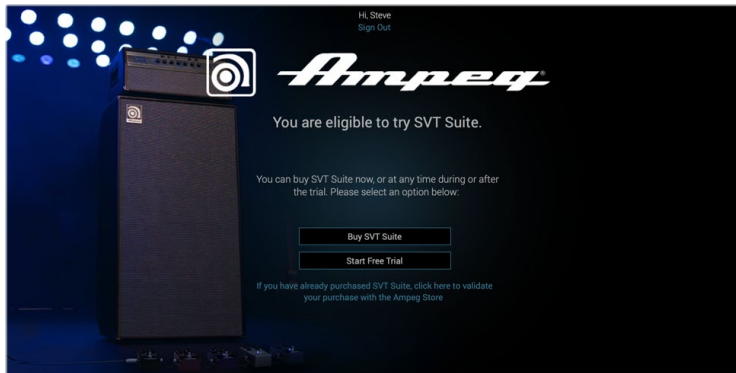 Hi, Steve
Sign Out
Ampeg
You are eligible to try SVT Suite.
You can buy SVT Suite now, or at any time during or after
the trial. Please select an option below:
Buy SVT Suite
Start Free Trial
If you have already purchased SVT Suite, click here to validate
your purchase with the Ampeg Store